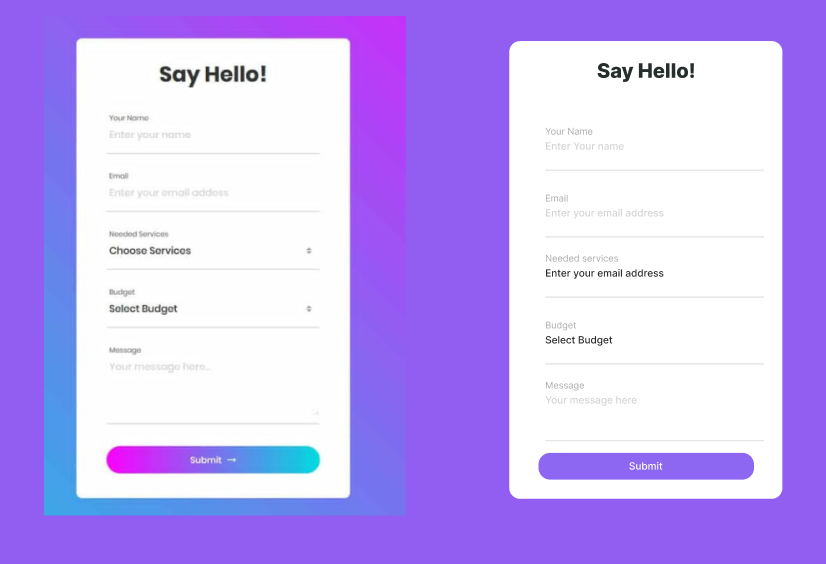 Say Hello!
Your Name
Enter your name
Email
Enter your email addess
Needed Services
Choose Services
Budget
Select Budget
Message
Your message here...
Submit →
Say Hello!
Your Name
Enter Your name
Email
Enter your email address
Needed services
Enter your email address
Budget
Select Budget
Message
Your message here
Submit